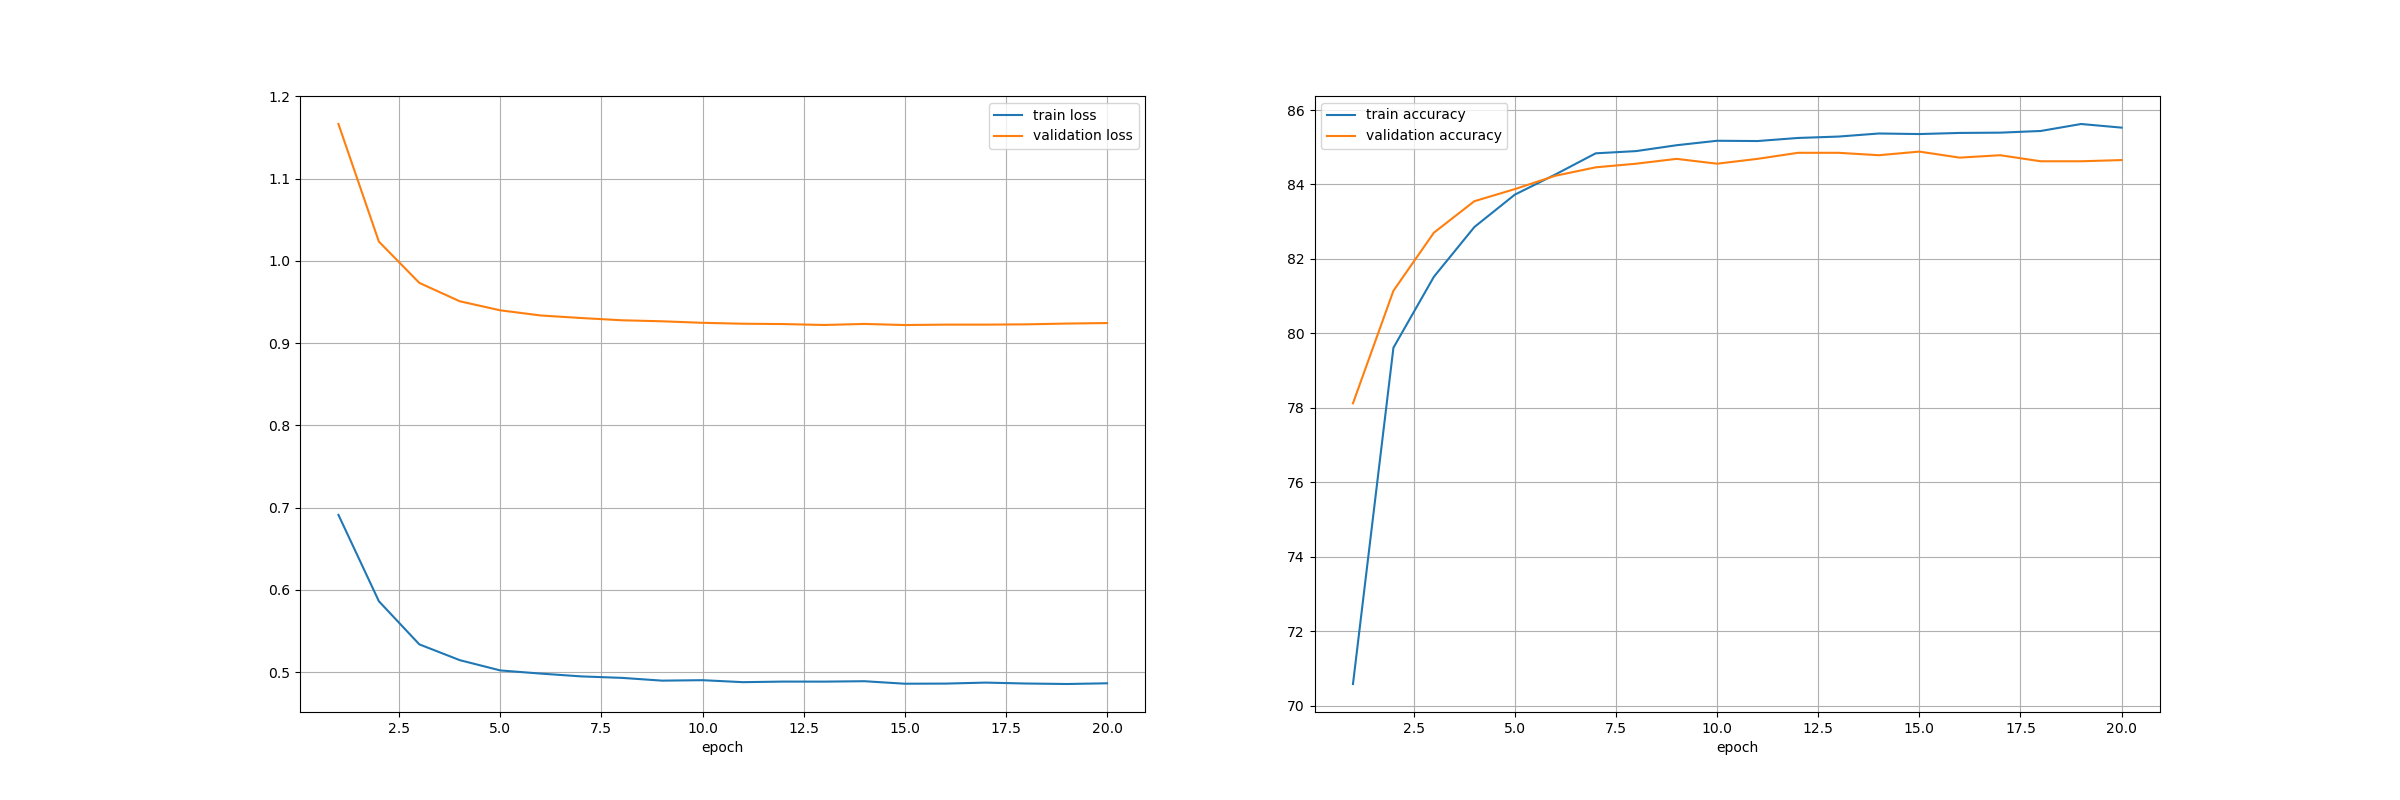 1.2
1.1
1.0
0.9
0.8
0.7
0.6
0.5
train loss
validation loss
2.5 5.0 7.5 10.0 12.5 15.0 17.5 20.0
epoch
86
84
82
80
78
76
74
72
70
train accuracy
validation accuracy
2.5 5.0 7.5 10.0 12.5 15.0 17.5 20.0
epoch